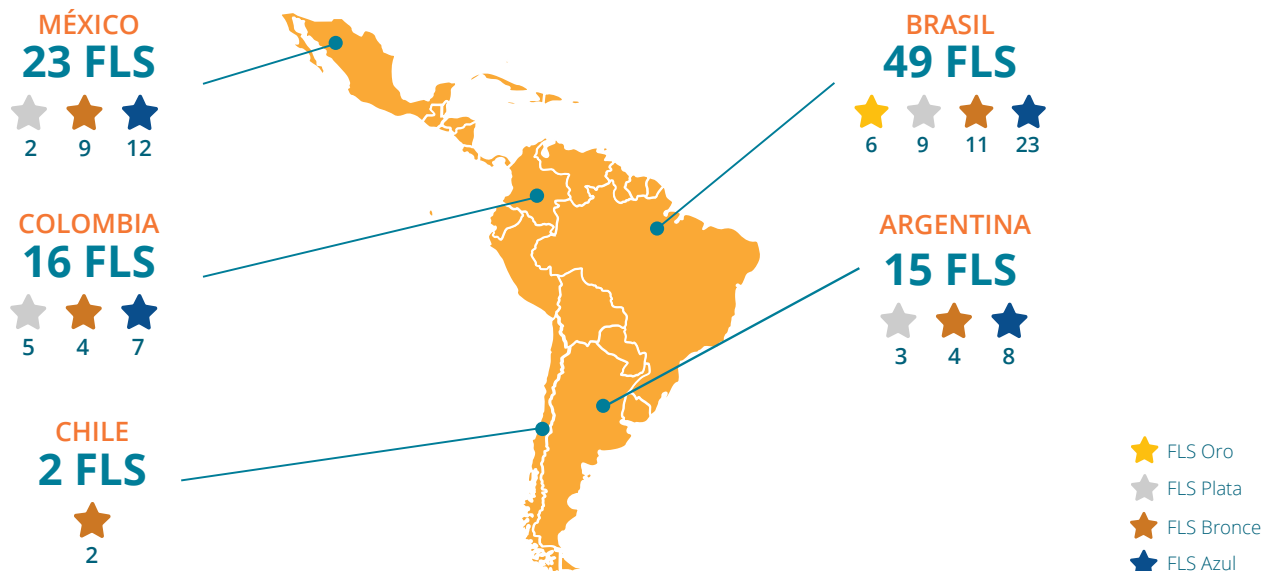 MÉXICO
23 FLS
2 9 12
COLOMBIA
16 FLS
5 4 7
CHILE
2 FLS
2
BRASIL
49 FLS
6 9 11 23
ARGENTINA
15 FLS
3 4 8
FLS Oro
FLS Plata
FLS Bronce
FLS Azul